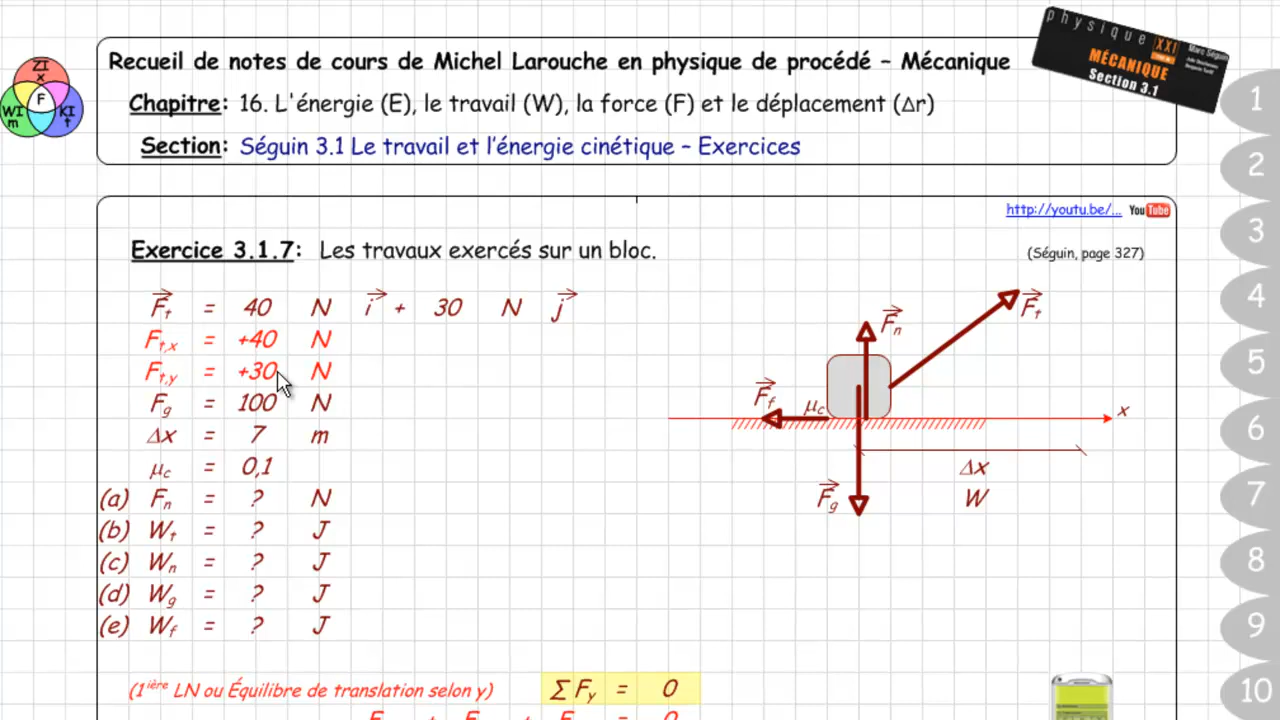 physique XXI
MÉCANIQUE
Section 3.1
Marc Séguin
Recueil de notes de cours de Michel Larouche en physique de procédé – Mécanique
Chapitre: 16. L'énergie (E), le travail (W), la force (F) et le déplacement (Δr)
Section: Séguin 3.1 Le travail et l'énergie cinétique – Exercices
ZI
x
F
WI
m
KI
t
http://youtu.be/... YouTube
Exercice 3.1.7: Les travaux exercés sur un bloc.
(Séguin, page 327)
F⃗t = 40 N i⃗ + 30 N j⃗
Ft,x = +40 N
Ft,y = +30 N
Fg = 100 N
Δx = 7 m
μc = 0,1
(a) Fn = ? N
(b) Wt = ? J
(c) Wn = ? J
(d) Wg = ? J
(e) Wf = ? J
F⃗n
F⃗t
F⃗f
μc
x
F⃗g
Δx
W
(1ière LN ou Équilibre de translation selon y)
∑Fy = 0
1
2
3
4
5
6
7
8
9
10